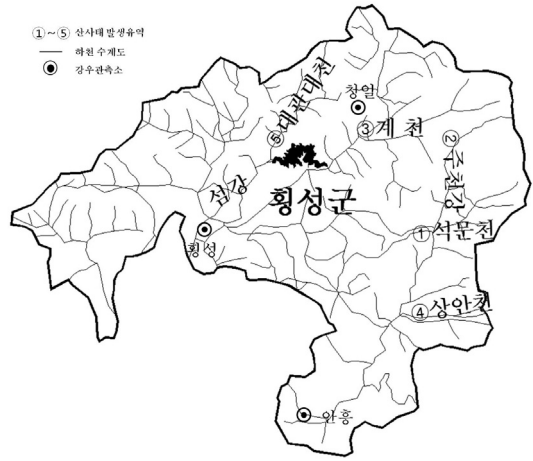 ①~⑤ 산사태 발생유역
하천 수계도
강우관측소
창일
⑤대관대천
③계 천
②주천강
섬강
횡성군
①석문천
횡성
④상안천
안흥